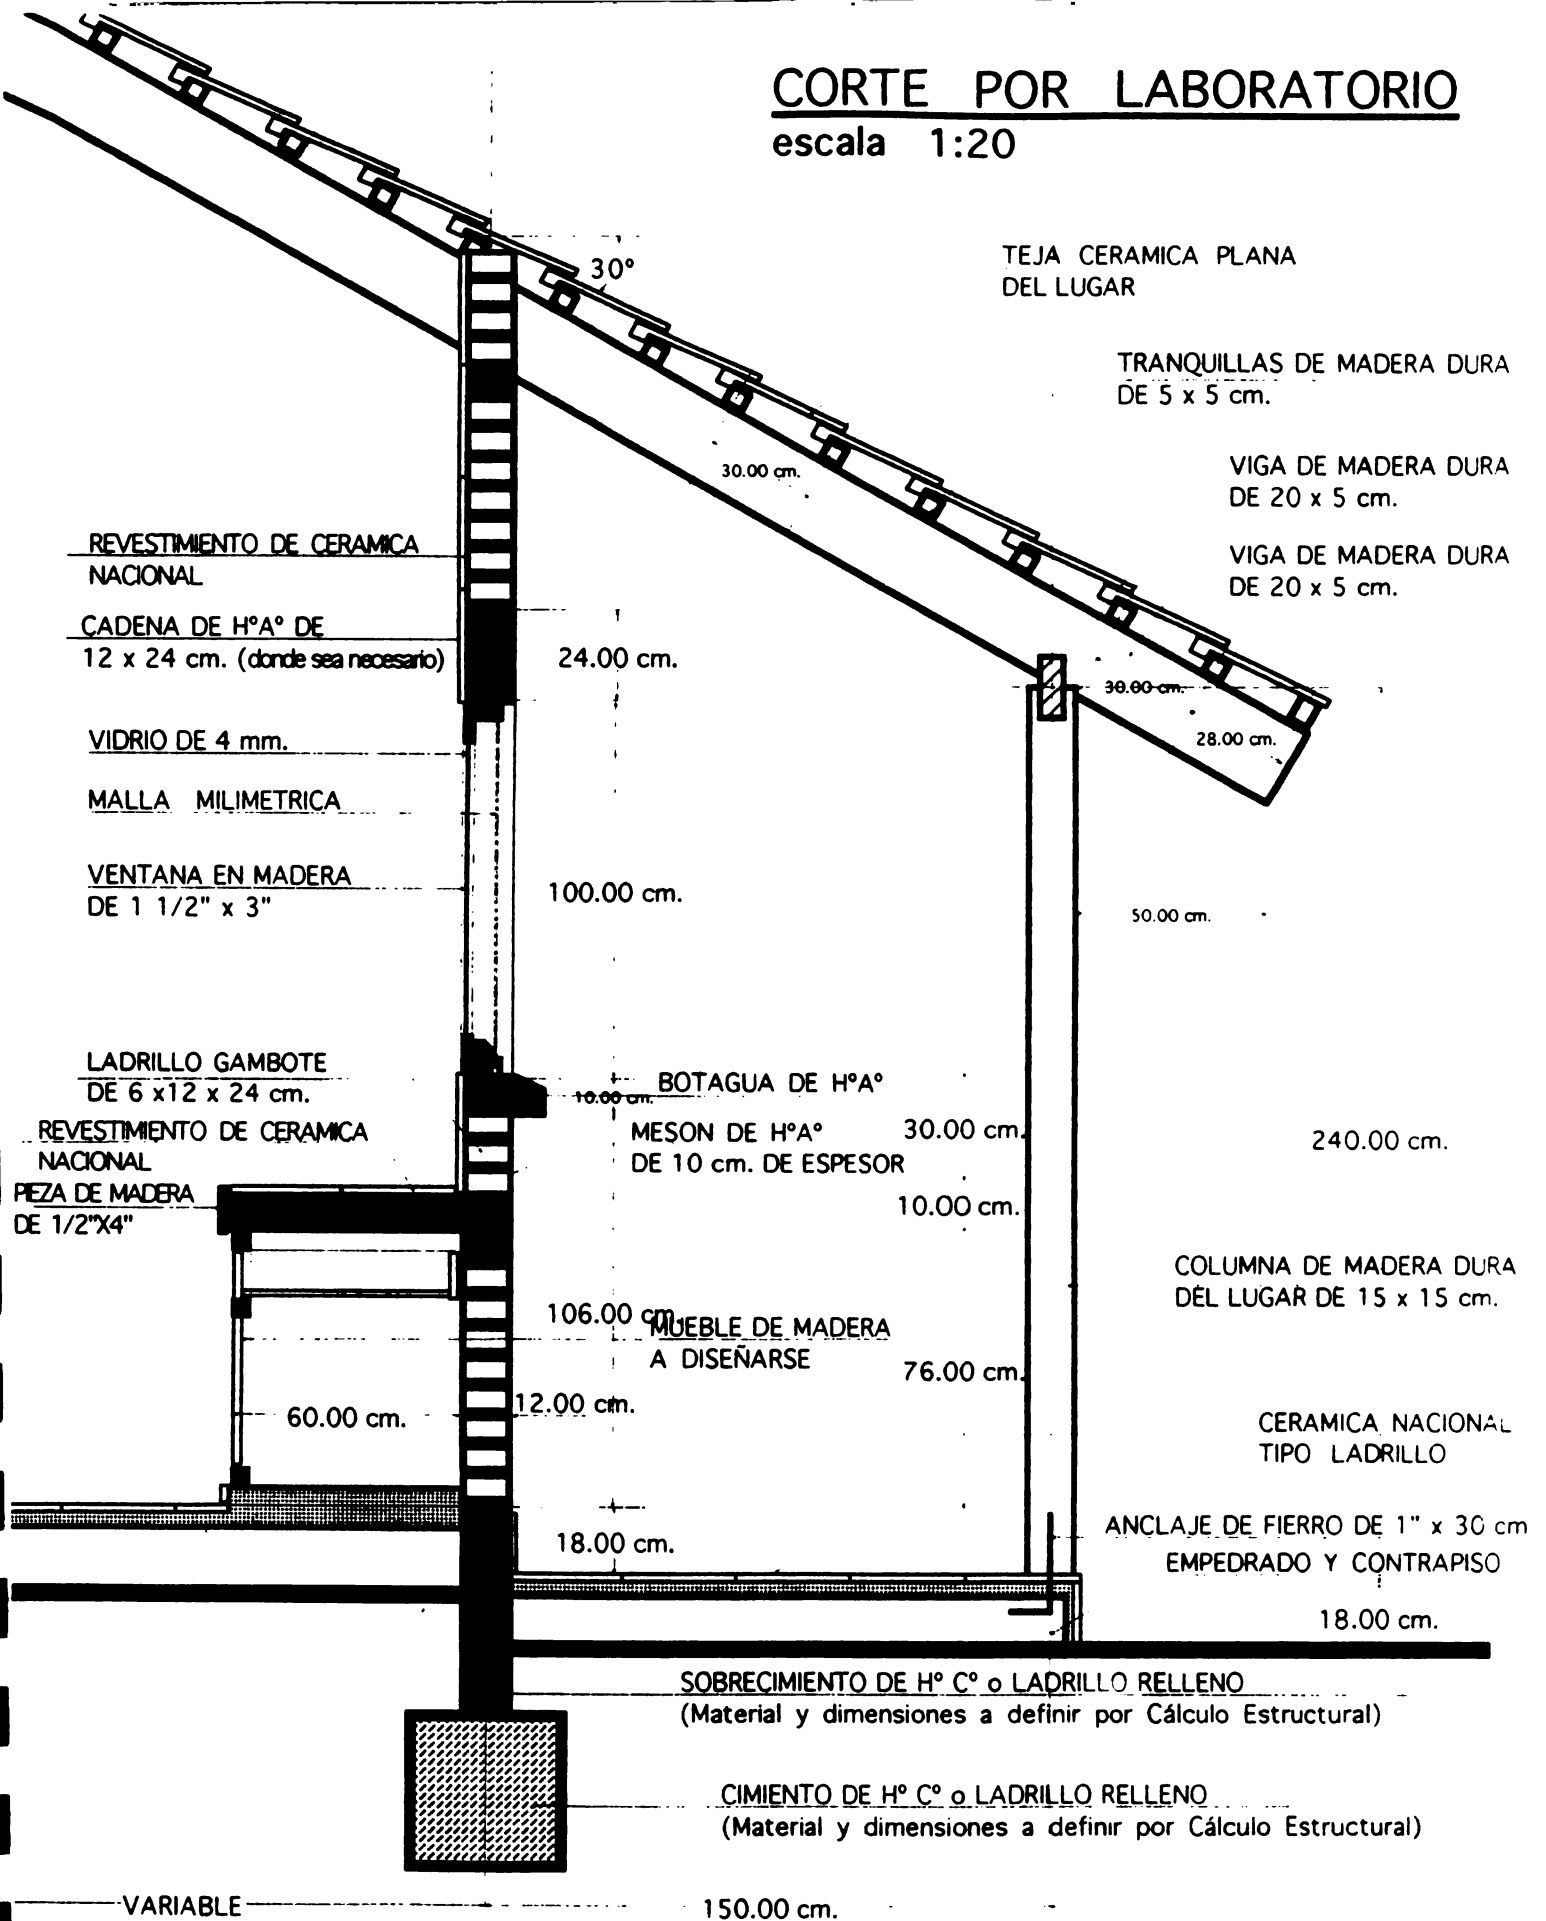 CORTE POR LABORATORIO
escala 1:20
30°
TEJA CERAMICA PLANA
DEL LUGAR
TRANQUILLAS DE MADERA DURA
DE 5 x 5 cm.
30.00 cm.
VIGA DE MADERA DURA
DE 20 x 5 cm.
VIGA DE MADERA DURA
DE 20 x 5 cm.
REVESTIMIENTO DE CERAMICA
NACIONAL
CADENA DE H°A° DE
12 x 24 cm. (donde sea necesario)
24.00 cm.
30.00 cm.
28.00 cm.
VIDRIO DE 4 mm.
MALLA MILIMETRICA
VENTANA EN MADERA
DE 1 1/2" x 3"
100.00 cm.
50.00 cm.
LADRILLO GAMBOTE
DE 6 x12 x 24 cm.
10.00 cm.
BOTAGUA DE H°A°
REVESTIMIENTO DE CERAMICA
NACIONAL
MESON DE H°A°
DE 10 cm. DE ESPESOR
30.00 cm.
240.00 cm.
PIEZA DE MADERA
DE 1/2"X4"
10.00 cm.
COLUMNA DE MADERA DURA
DEL LUGAR DE 15 x 15 cm.
106.00 cm.
MUEBLE DE MADERA
A DISEÑARSE
76.00 cm.
60.00 cm.
12.00 cm.
CERAMICA NACIONAL
TIPO LADRILLO
18.00 cm.
ANCLAJE DE FIERRO DE 1" x 30 cm
EMPEDRADO Y CONTRAPISO
18.00 cm.
SOBRECIMIENTO DE H° C° o LADRILLO RELLENO
(Material y dimensiones a definir por Cálculo Estructural)
CIMIENTO DE H° C° o LADRILLO RELLENO
(Material y dimensiones a definir por Cálculo Estructural)
VARIABLE
150.00 cm.